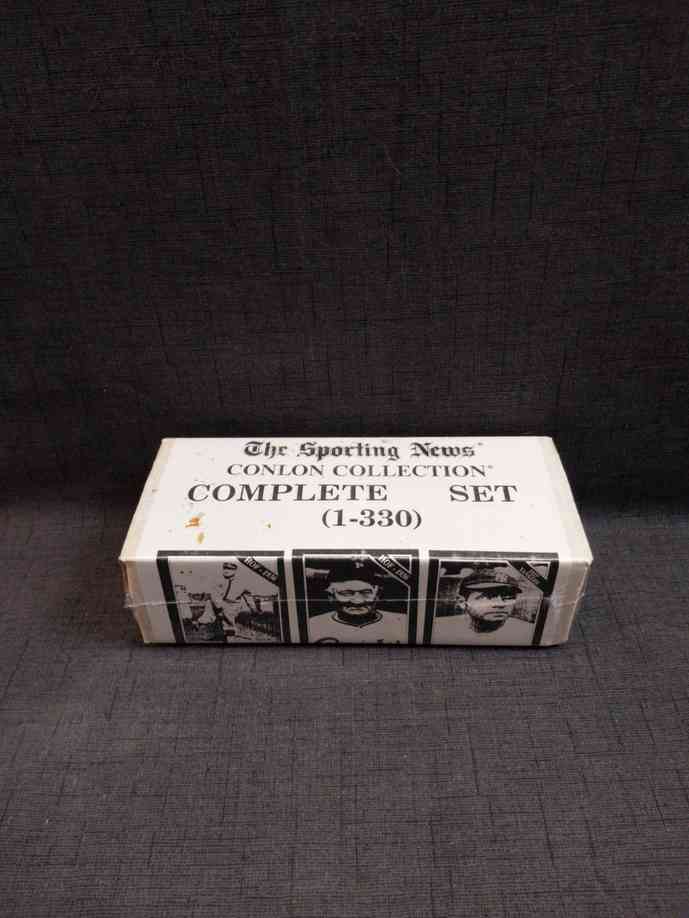 The Sporting News®
CONLON COLLECTION®
COMPLETE SET
(1-330)